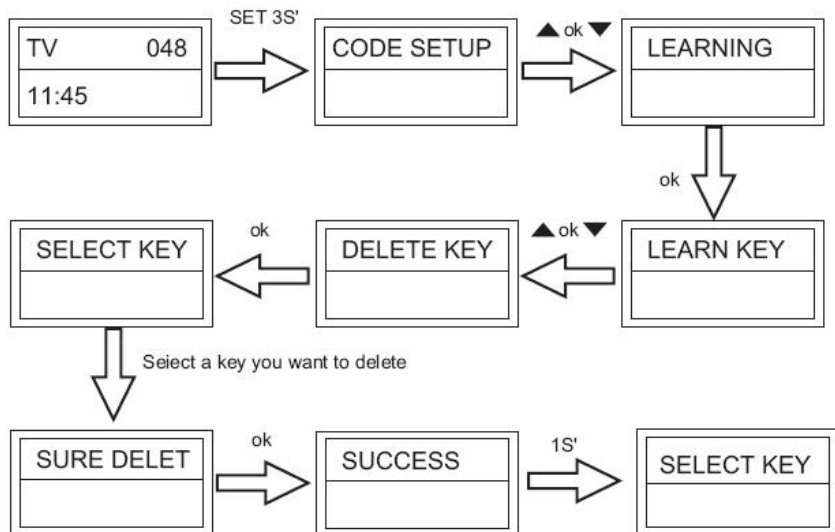 SET 3S'
TV 048
11:45
CODE SETUP
▲ ok ▼
LEARNING
ok
LEARN KEY
▲ ok ▼
DELETE KEY
ok
SELECT KEY
Seiect a key you want to delete
SURE DELET
ok
SUCCESS
1S'
SELECT KEY